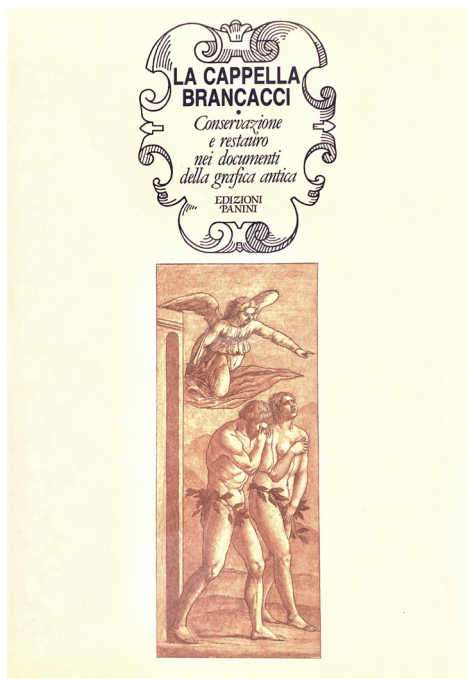 LA CAPPELLA
BRANCACCI
•
Conservazione
e restauro
nei documenti
della grafica antica
EDIZIONI
PANINI